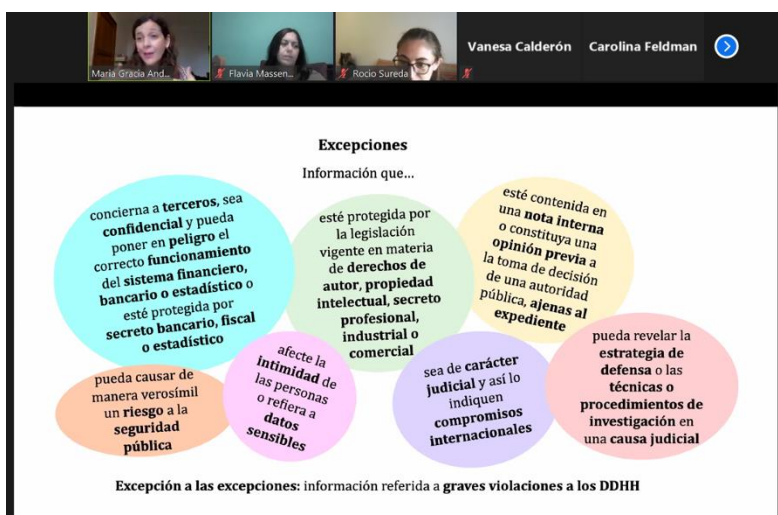 Maria Gracia And...
Flavia Massen...
Rocio Sureda
Vanesa Calderón
Carolina Feldman
Excepciones
Información que...
concierna a terceros, sea
confidencial y pueda
poner en peligro el
correcto funcionamiento
del sistema financiero,
bancario o estadístico o
esté protegida por
secreto bancario, fiscal
o estadístico
esté protegida por
la legislación
vigente en materia
de derechos de
autor, propiedad
intelectual, secreto
profesional,
industrial o
comercial
esté contenida en
una nota interna
o constituya una
opinión previa a
la toma de decisión
de una autoridad
pública, ajenas al
expediente
pueda causar de
manera verosímil
un riesgo a la
seguridad
pública
afecte la
intimidad de
las personas
o refiera a
datos
sensibles
sea de carácter
judicial y así lo
indiquen
compromisos
internacionales
pueda revelar la
estrategia de
defensa o las
técnicas o
procedimientos de
investigación en
una causa judicial
Excepción a las excepciones: información referida a graves violaciones a los DDHH